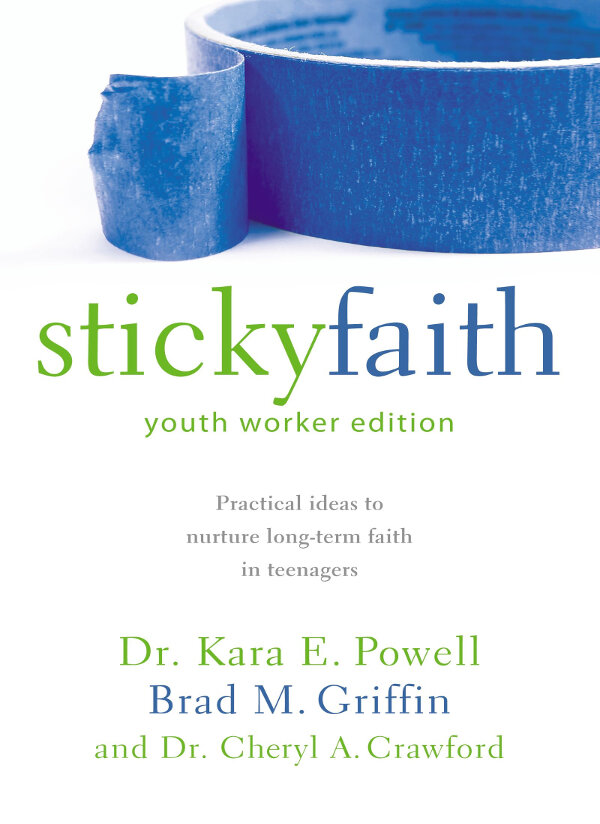 stickyfaith
youth worker edition
Practical ideas to
nurture long-term faith
in teenagers
Dr. Kara E. Powell
Brad M. Griffin
and Dr. Cheryl A. Crawford